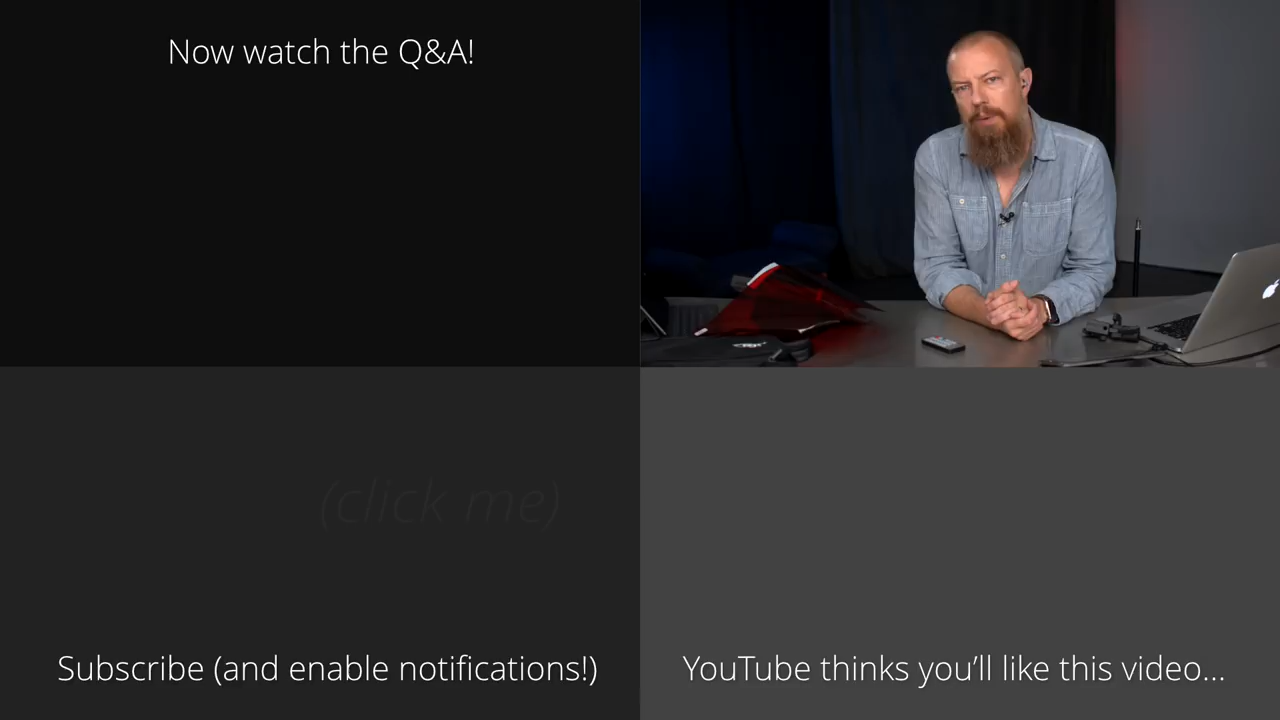 Now watch the Q&A!
(click me)
Subscribe (and enable notifications!)
YouTube thinks you'll like this video...